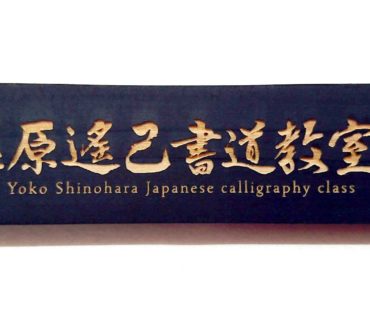 原遙己書道教室
Yoko Shinohara Japanese calligraphy class